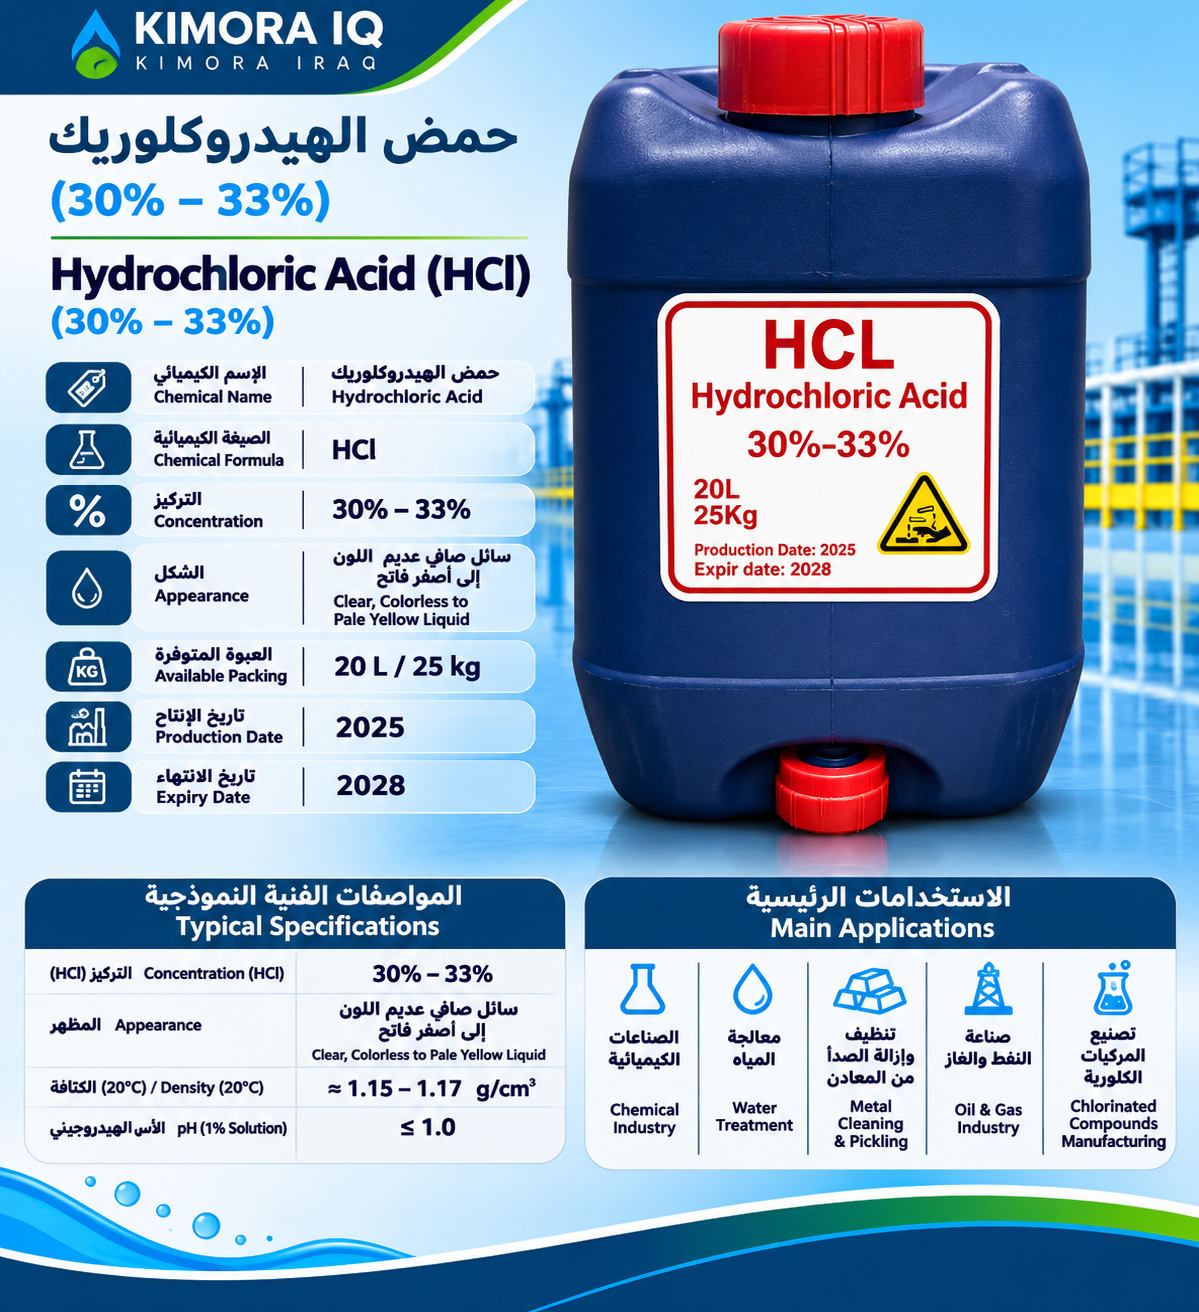 KIMORA IQ
KIMORA IRAQ
حمض الهيدروكلوريك
(30% – 33%)
Hydrochloric Acid (HCl)
(30% – 33%)
الإسم الكيميائي
Chemical Name
حمض الهيدروكلوريك
Hydrochloric Acid
الصيغة الكيميائية
Chemical Formula
HCl
التركيز
Concentration
30% – 33%
الشكل
Appearance
سائل صافي عديم اللون
إلى أصفر فاتح
Clear, Colorless to
Pale Yellow Liquid
KG
العبوة المتوفرة
Available Packing
20 L / 25 kg
تاريخ الإنتاج
Production Date
2025
تاريخ الانتهاء
Expiry Date
2028
HCL
Hydrochloric Acid
30%-33%
20L
25Kg
Production Date: 2025
Expir date: 2028
المواصفات الفنية النموذجية
Typical Specifications
التركيز (HCl) Concentration (HCl)
30% – 33%
المظهر Appearance
سائل صافي عديم اللون
إلى أصفر فاتح
Clear, Colorless to Pale Yellow Liquid
الكثافة (20°C) / Density (20°C)
≈ 1.15 – 1.17 g/cm³
الأس الهيدروجيني pH (1% Solution)
≤ 1.0
الاستخدامات الرئيسية
Main Applications
الصناعات
الكيميائية
Chemical
Industry
معالجة
المياه
Water
Treatment
تنظيف
وإزالة الصدأ
من المعادن
Metal
Cleaning
& Pickling
صناعة
النفط والغاز
Oil & Gas
Industry
تصنيع
المركبات
الكلورية
Chlorinated
Compounds
Manufacturing